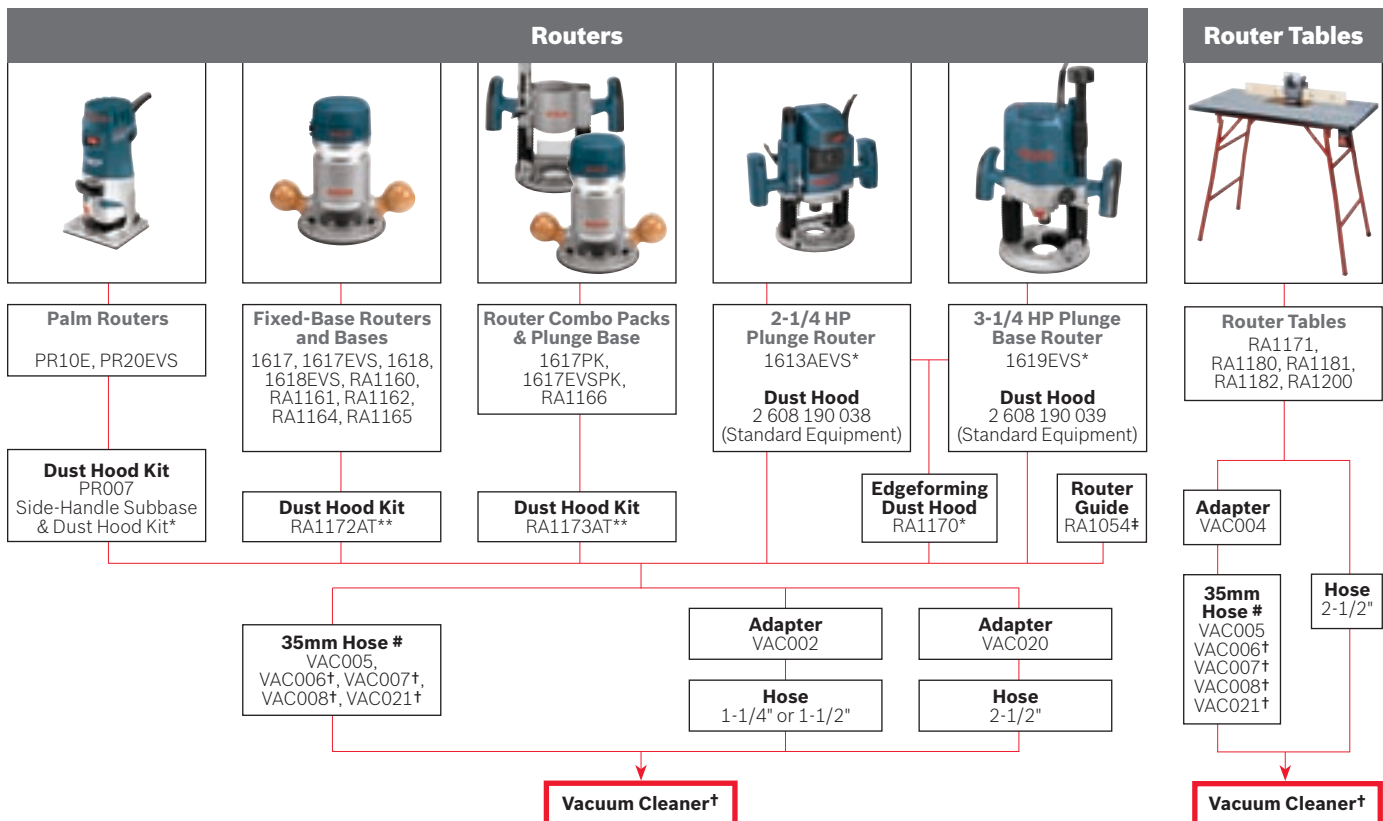 Routers
Router Tables
Palm Routers
PR10E, PR20EVS
Fixed-Base Routers
and Bases
1617, 1617EVS, 1618,
1618EVS, RA1160,
RA1161, RA1162,
RA1164, RA1165
Router Combo Packs
& Plunge Base
1617PK,
1617EVSPK,
RA1166
2-1/4 HP
Plunge Router
1613AEVS*
Dust Hood
2 608 190 038
(Standard Equipment)
3-1/4 HP Plunge
Base Router
1619EVS*
Dust Hood
2 608 190 039
(Standard Equipment)
Router Tables
RA1171,
RA1180, RA1181,
RA1182, RA1200
Dust Hood Kit
PR007
Side-Handle Subbase
& Dust Hood Kit*
Dust Hood Kit
RA1172AT**
Dust Hood Kit
RA1173AT**
Edgeforming
Dust Hood
RA1170*
Router
Guide
RA1054‡
Adapter
VAC004
35mm Hose #
VAC005,
VAC006†, VAC007†,
VAC008†, VAC021†
Adapter
VAC002
Hose
1-1/4" or 1-1/2"
Adapter
VAC020
Hose
2-1/2"
35mm
Hose #
VAC005
VAC006†
VAC007†
VAC008†
VAC021†
Hose
2-1/2"
Vacuum Cleaner†
Vacuum Cleaner†